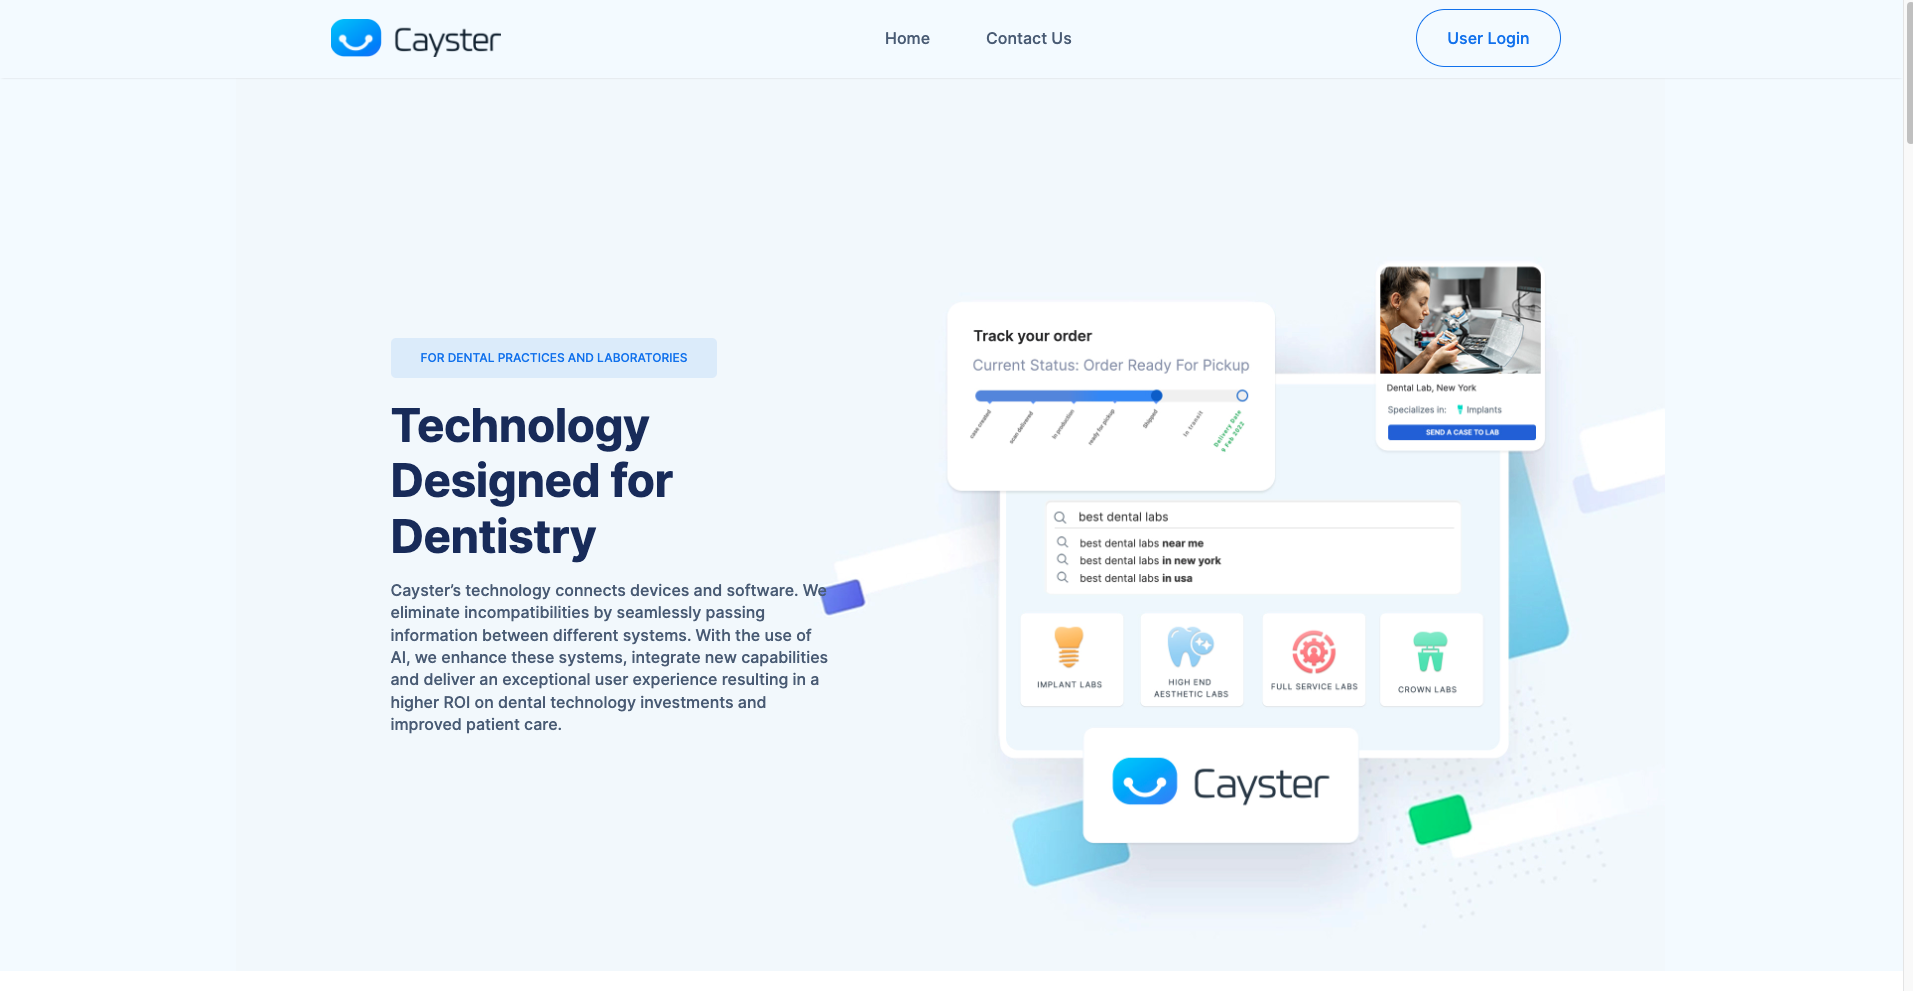 Cayster
Home
Contact Us
User Login
FOR DENTAL PRACTICES AND LABORATORIES
Technology
Designed for
Dentistry
Cayster’s technology connects devices and software. We
eliminate incompatibilities by seamlessly passing
information between different systems. With the use of
AI, we enhance these systems, integrate new capabilities
and deliver an exceptional user experience resulting in a
higher ROI on dental technology investments and
improved patient care.
Track your order
Current Status: Order Ready For Pickup
case created
scan delivered
In production
ready for pickup
Shipped
In transit
Delivery Date
9 Feb 2023
Dental Lab, New York
Specializes in: Implants
SEND A CASE TO LAB
best dental labs
best dental labs near me
best dental labs in new york
best dental labs in usa
IMPLANT LABS
HIGH END
AESTHETIC LABS
FULL SERVICE LABS
CROWN LABS
Cayster